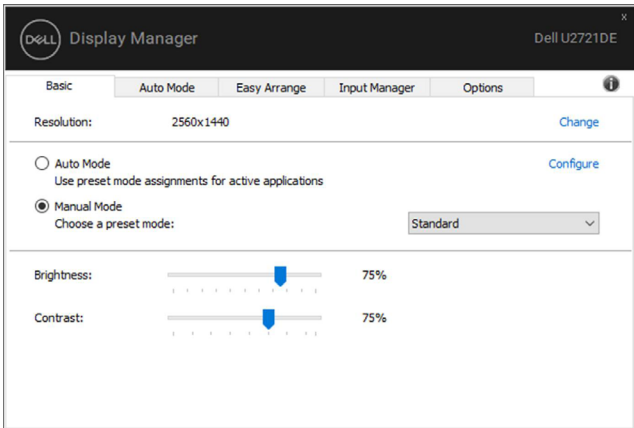 x
DELL Display Manager Dell U2721DE
Basic Auto Mode Easy Arrange Input Manager Options i
Resolution: 2560x1440 Change
Auto Mode Configure
Use preset mode assignments for active applications
Manual Mode
Choose a preset mode: Standard
Brightness: 75%
Contrast: 75%